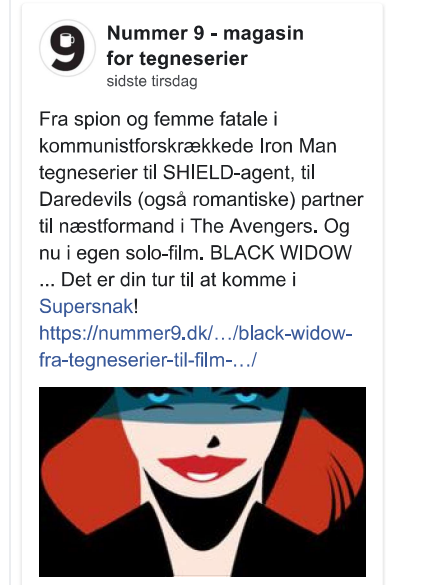 9
Nummer 9 - magasin
for tegneserier
sidste tirsdag
Fra spion og femme fatale i
kommunistforskrækkede Iron Man
tegneserier til SHIELD-agent, til
Daredevils (også romantiske) partner
til næstformand i The Avengers. Og
nu i egen solo-film. BLACK WIDOW
... Det er din tur til at komme i
Supersnak!
https://nummer9.dk/…/black-widow-
fra-tegneserier-til-film-…/